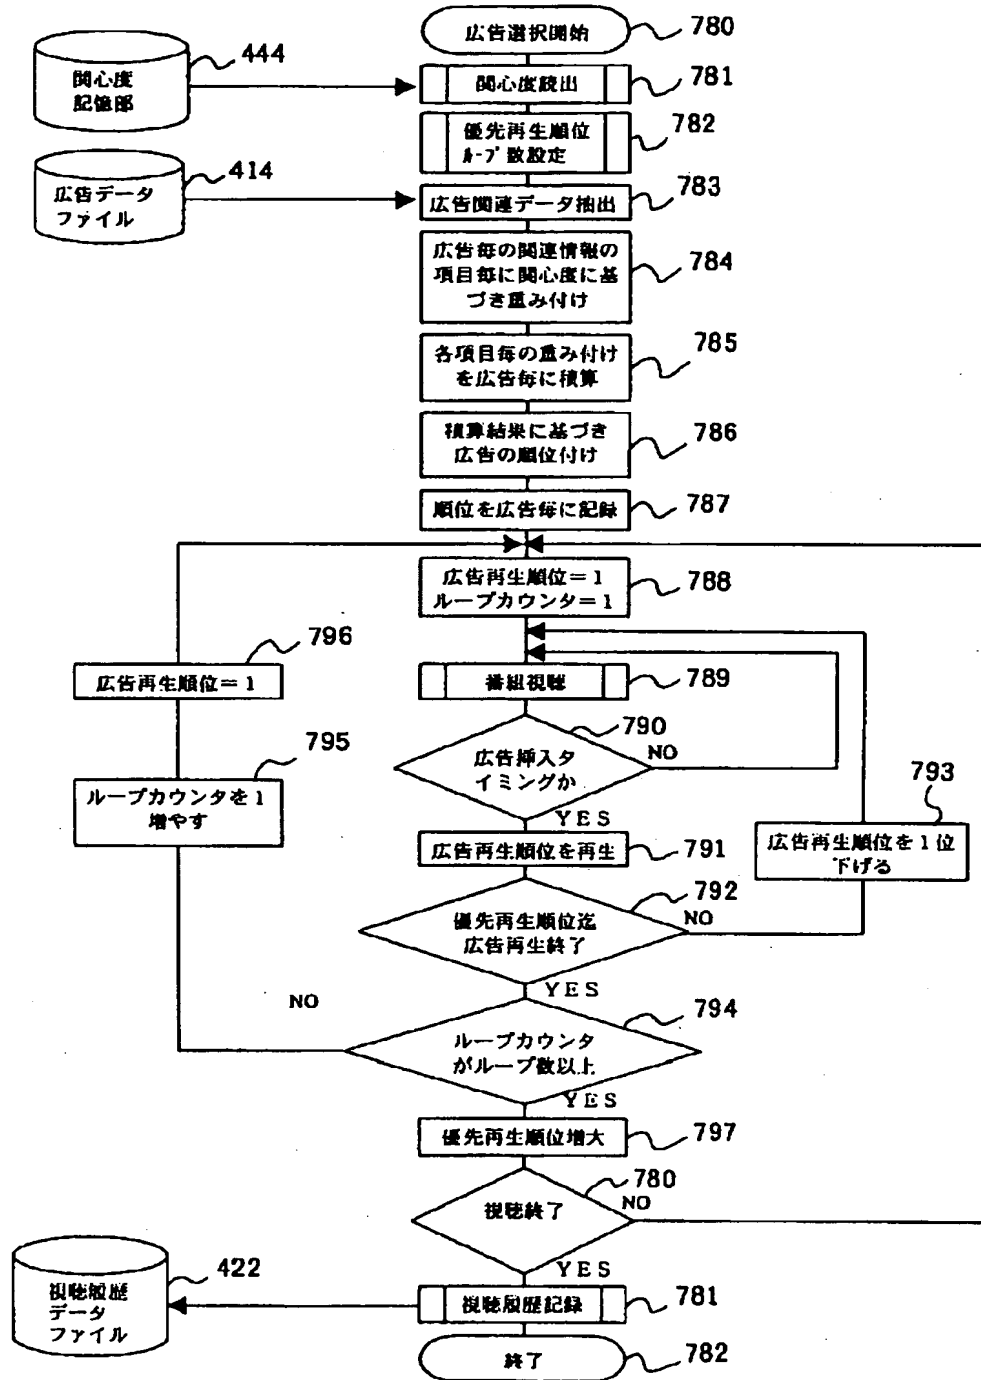 広告選択開始
780
444
関心度
記憶部
関心度読出
781
優先再生順位
ループ数設定
782
414
広告データ
ファイル
広告関連データ抽出
783
広告毎の関連情報の
項目毎に関心度に基
づき重み付け
784
各項目毎の重み付け
を広告毎に積算
785
積算結果に基づき
広告の順位付け
786
順位を広告毎に記録
787
広告再生順位=1
ループカウンタ=1
788
796
広告再生順位=1
番組視聴
789
790
広告挿入タ
イミングか
NO
YES
795
ループカウンタを1
増やす
793
広告再生順位を1位
下げる
広告再生順位を再生
791
792
優先再生順位迄
広告再生終了
NO
YES
NO
794
ループカウンタ
がループ数以上
YES
優先再生順位増大
797
780
視聴終了
NO
YES
422
視聴履歴
データ
ファイル
視聴履歴記録
781
終了
782